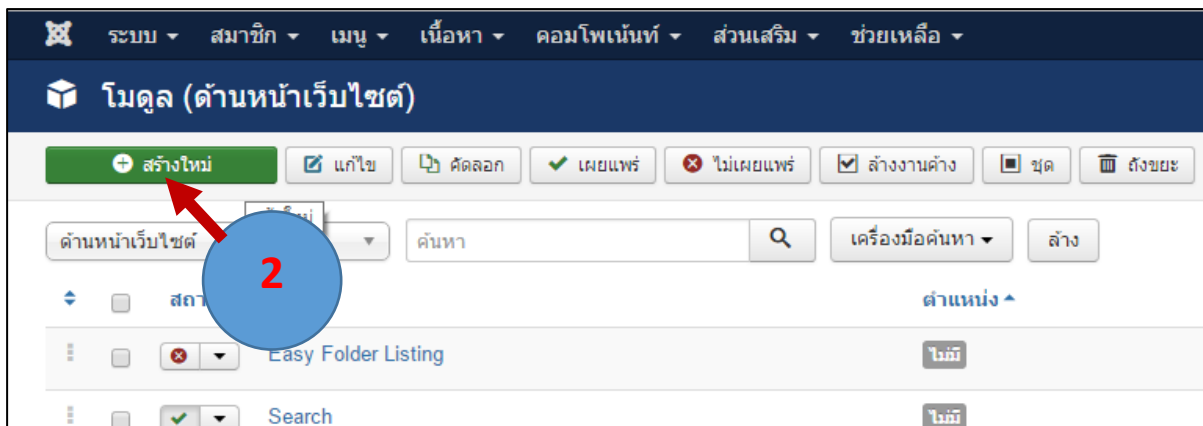 ระบบ สมาชิก เมนู เนื้อหา คอมโพเน้นท์ ส่วนเสริม ช่วยเหลือ
โมดูล (ด้านหน้าเว็บไซต์)
สร้างใหม่ แก้ไข คัดลอก เผยแพร่ ไม่เผยแพร่ ล้างงานค้าง ชุด ถังขยะ
ด้านหน้าเว็บไซต์ ค้นหา เครื่องมือค้นหา ล้าง
2
ตำแหน่ง
Easy Folder Listing ไม่มี
Search ไม่มี